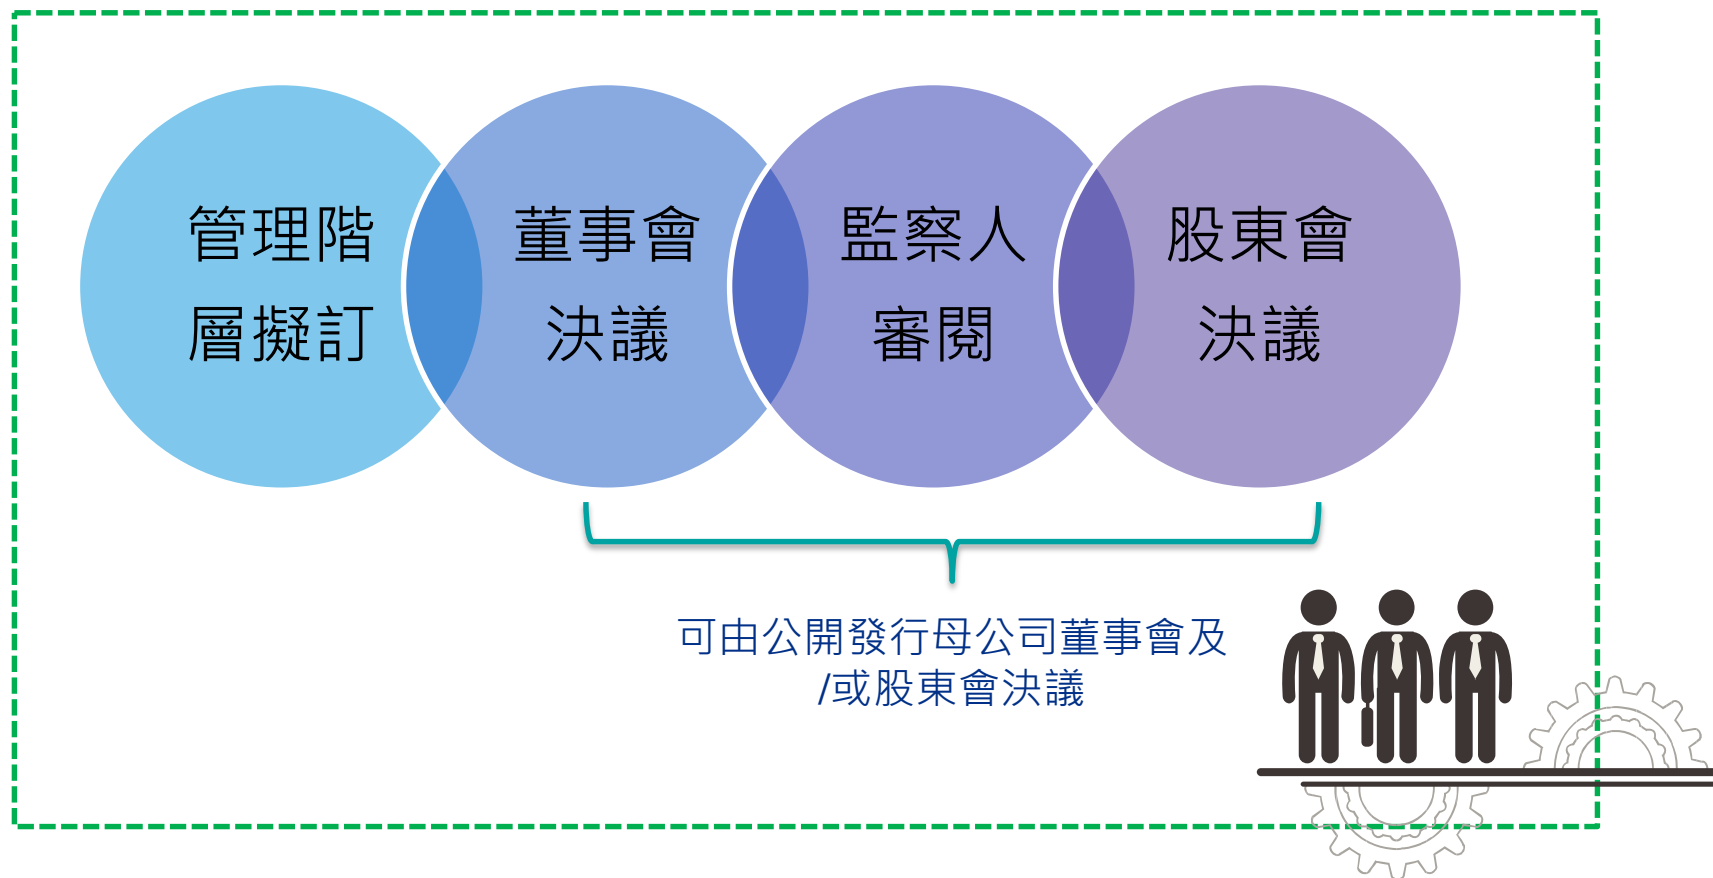 管理階
層擬訂
董事會
決議
監察人
審閱
股東會
決議
可由公開發行母公司董事會及
/或股東會決議